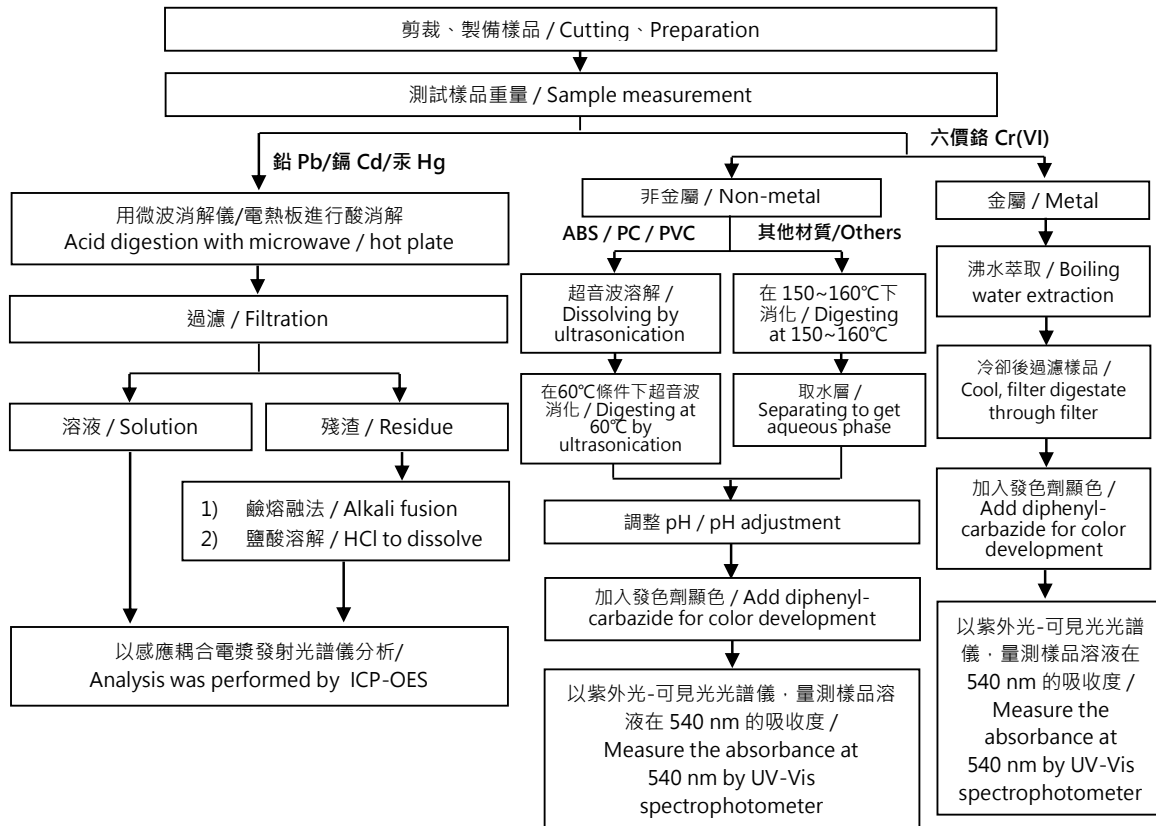 剪裁、製備樣品 / Cutting、Preparation
測試樣品重量 / Sample measurement
鉛 Pb/鎘 Cd/汞 Hg
六價鉻 Cr(VI)
用微波消解儀/電熱板進行酸消解
Acid digestion with microwave / hot plate
過濾 / Filtration
溶液 / Solution
殘渣 / Residue
1) 鹼熔融法 / Alkali fusion
2) 鹽酸溶解 / HCl to dissolve
以感應耦合電漿發射光譜儀分析/
Analysis was performed by ICP-OES
非金屬 / Non-metal
ABS / PC / PVC
其他材質/Others
超音波溶解 /
Dissolving by
ultrasonication
在60℃條件下超音波
消化 / Digesting at
60℃ by
ultrasonication
在 150~160℃下
消化 / Digesting
at 150~160℃
取水層 /
Separating to get
aqueous phase
調整 pH / pH adjustment
加入發色劑顯色 / Add diphenyl-
carbazide for color development
以紫外光-可見光光譜儀，量測樣品溶
液在 540 nm 的吸收度 /
Measure the absorbance at
540 nm by UV-Vis
spectrophotometer
金屬 / Metal
沸水萃取 / Boiling
water extraction
冷卻後過濾樣品 /
Cool, filter digestate
through filter
加入發色劑顯色 /
Add diphenyl-
carbazide for color
development
以紫外光-可見光光譜
儀，量測樣品溶液在
540 nm 的吸收度 /
Measure the
absorbance at
540 nm by UV-Vis
spectrophotometer